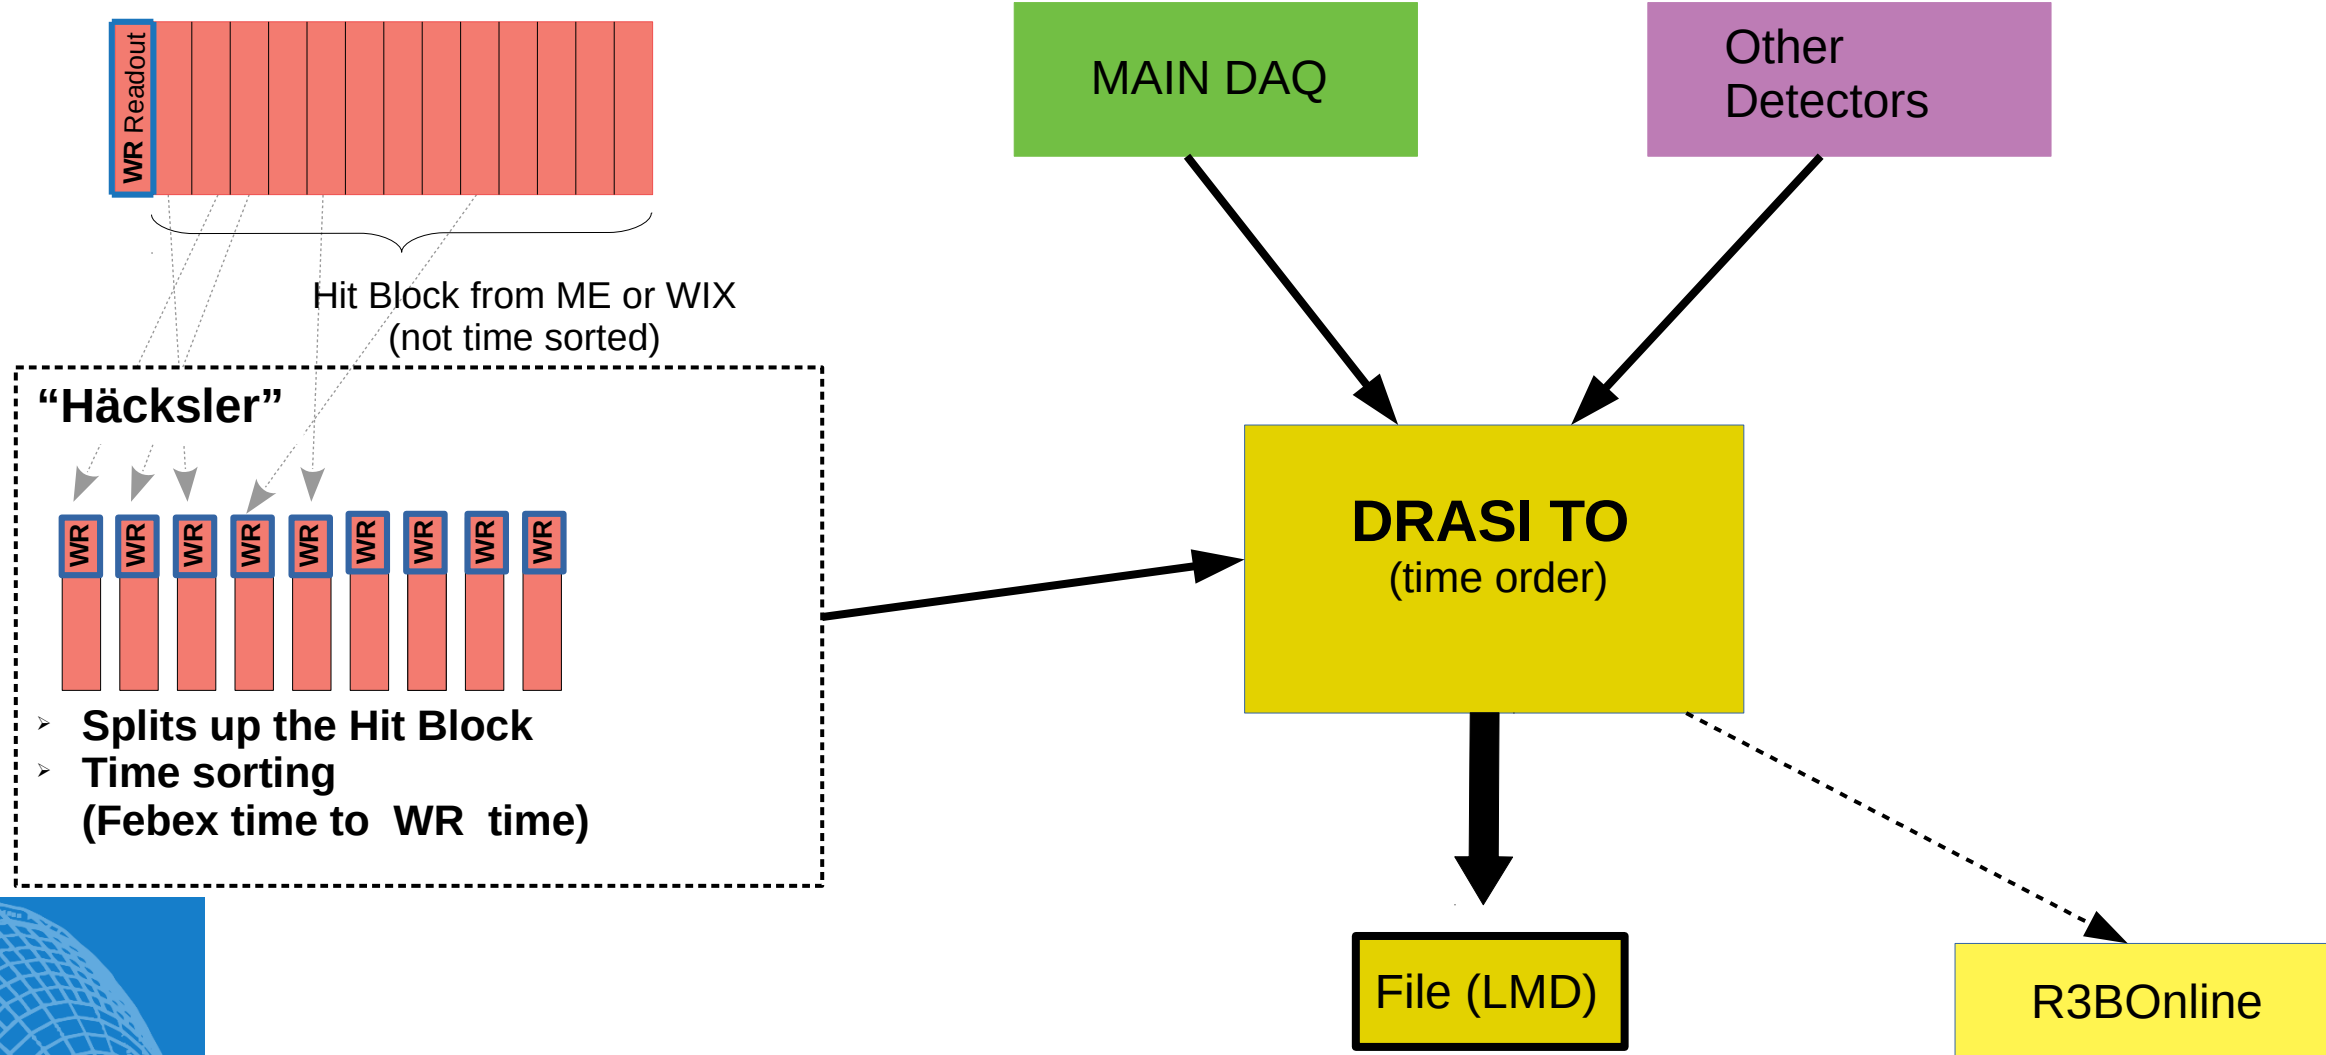 WR Readout
MAIN DAQ
Other
Detectors
Hit Block from ME or WIX
(not time sorted)
“Häcksler”
WR
WR
WR
WR
WR
WR
WR
WR
WR
Splits up the Hit Block
Time sorting
(Febex time to WR time)
DRASI TO
(time order)
File (LMD)
R3BOnline